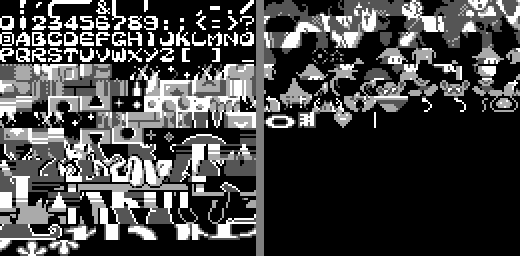 ! " & ' - . /
0123456789:;<=>?
@ABCDEFGHIJKLMNO
PQRSTUVWXYZ[ ] _